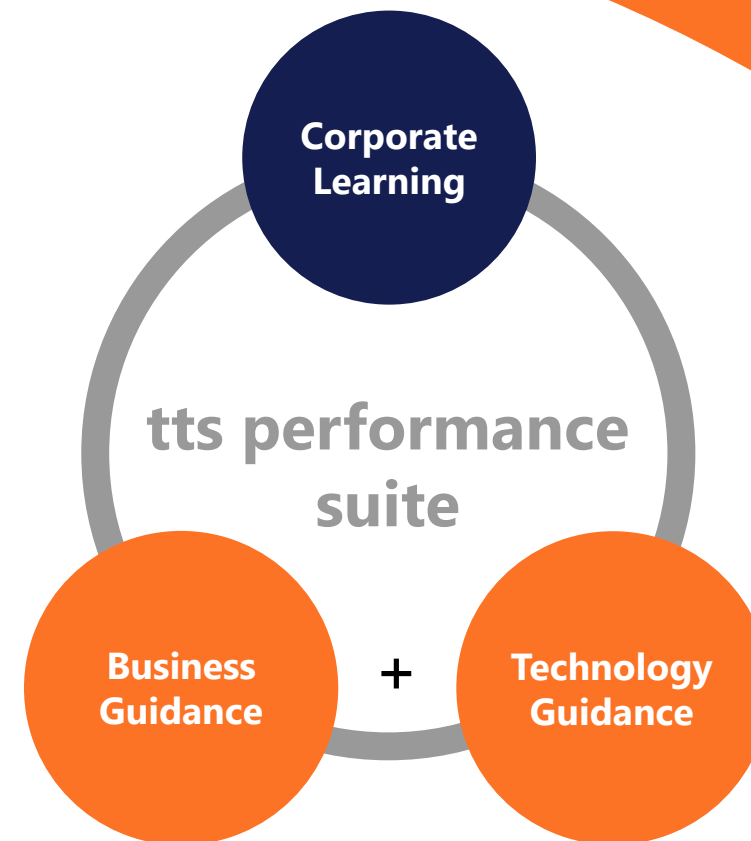 Corporate
Learning
tts performance
suite
Business
Guidance
+
Technology
Guidance